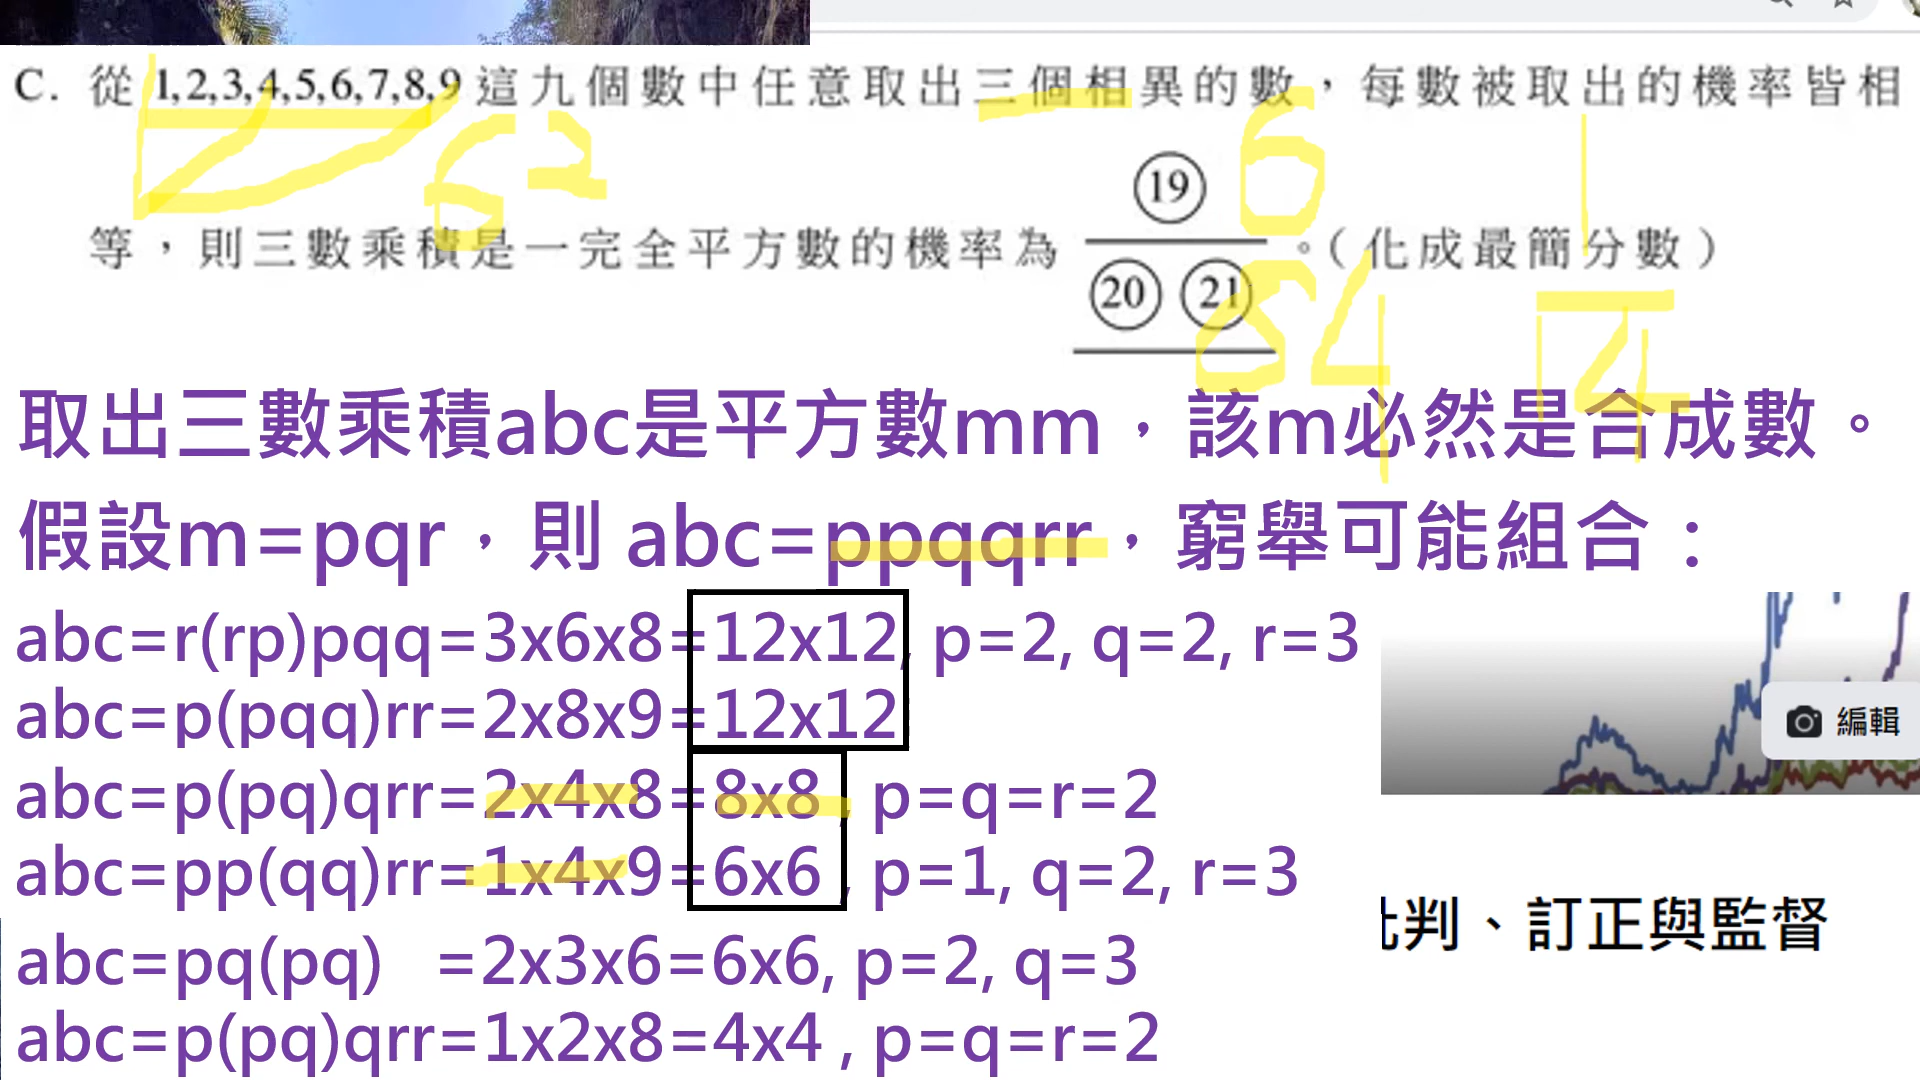 C. 從 1,2,3,4,5,6,7,8,9 這九個數中任意取出三個相異的數，每數被取出的機率皆相
62
6
1
19
等，則三數乘積是一完全平方數的機率為 。(化成最簡分數)
20 21
84
14
取出三數乘積abc是平方數mm，該m必然是合成數。
假設m=pqr，則 abc=ppqqrr，窮舉可能組合：
abc=r(rp)pqq=3x6x8=12x12, p=2, q=2, r=3
abc=p(pqq)rr=2x8x9=12x12
編輯
abc=p(pq)qrr=2x4x8=8x8 , p=q=r=2
abc=pp(qq)rr=1x4x9=6x6 , p=1, q=2, r=3
判、訂正與監督
abc=pq(pq) =2x3x6=6x6, p=2, q=3
abc=p(pq)qrr=1x2x8=4x4 , p=q=r=2